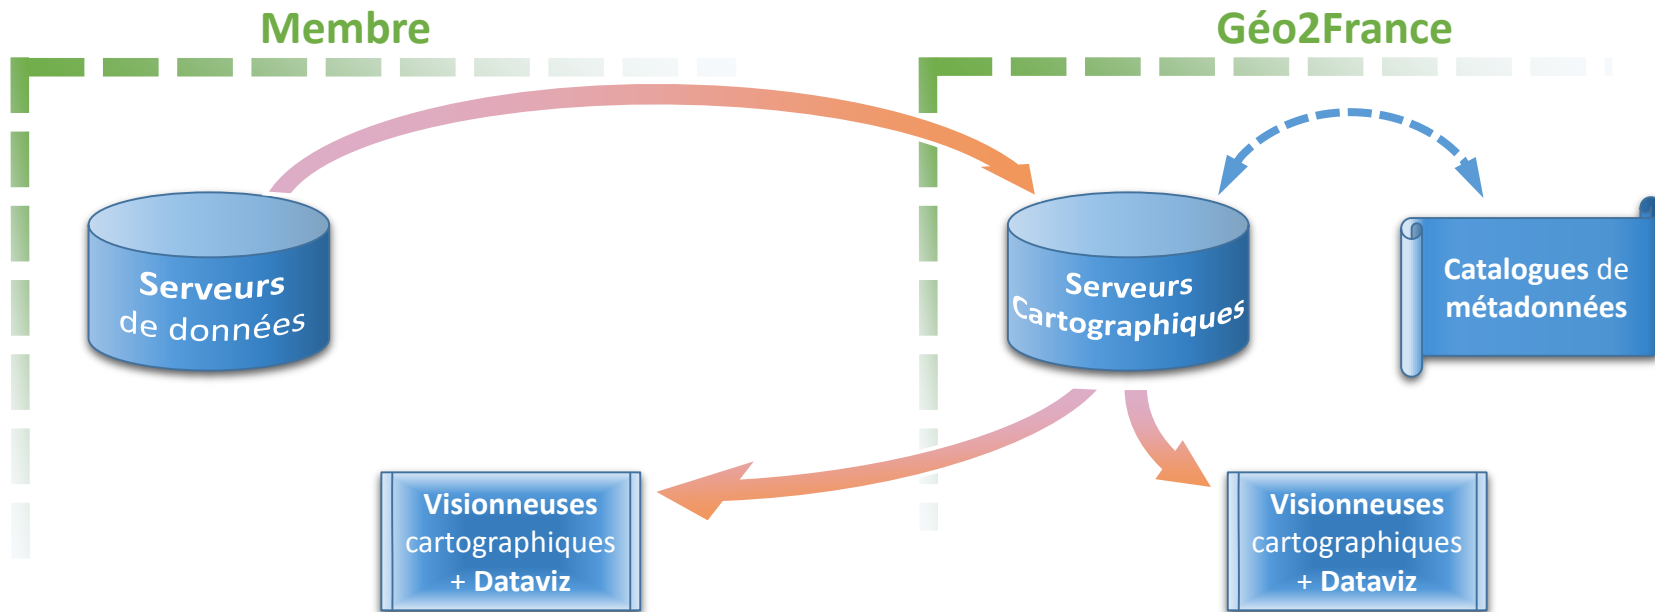 Membre
Géo2France
Serveurs
de données
Serveurs
Cartographiques
Catalogues de
métadonnées
Visionneuses
cartographiques
+ Dataviz
Visionneuses
cartographiques
+ Dataviz